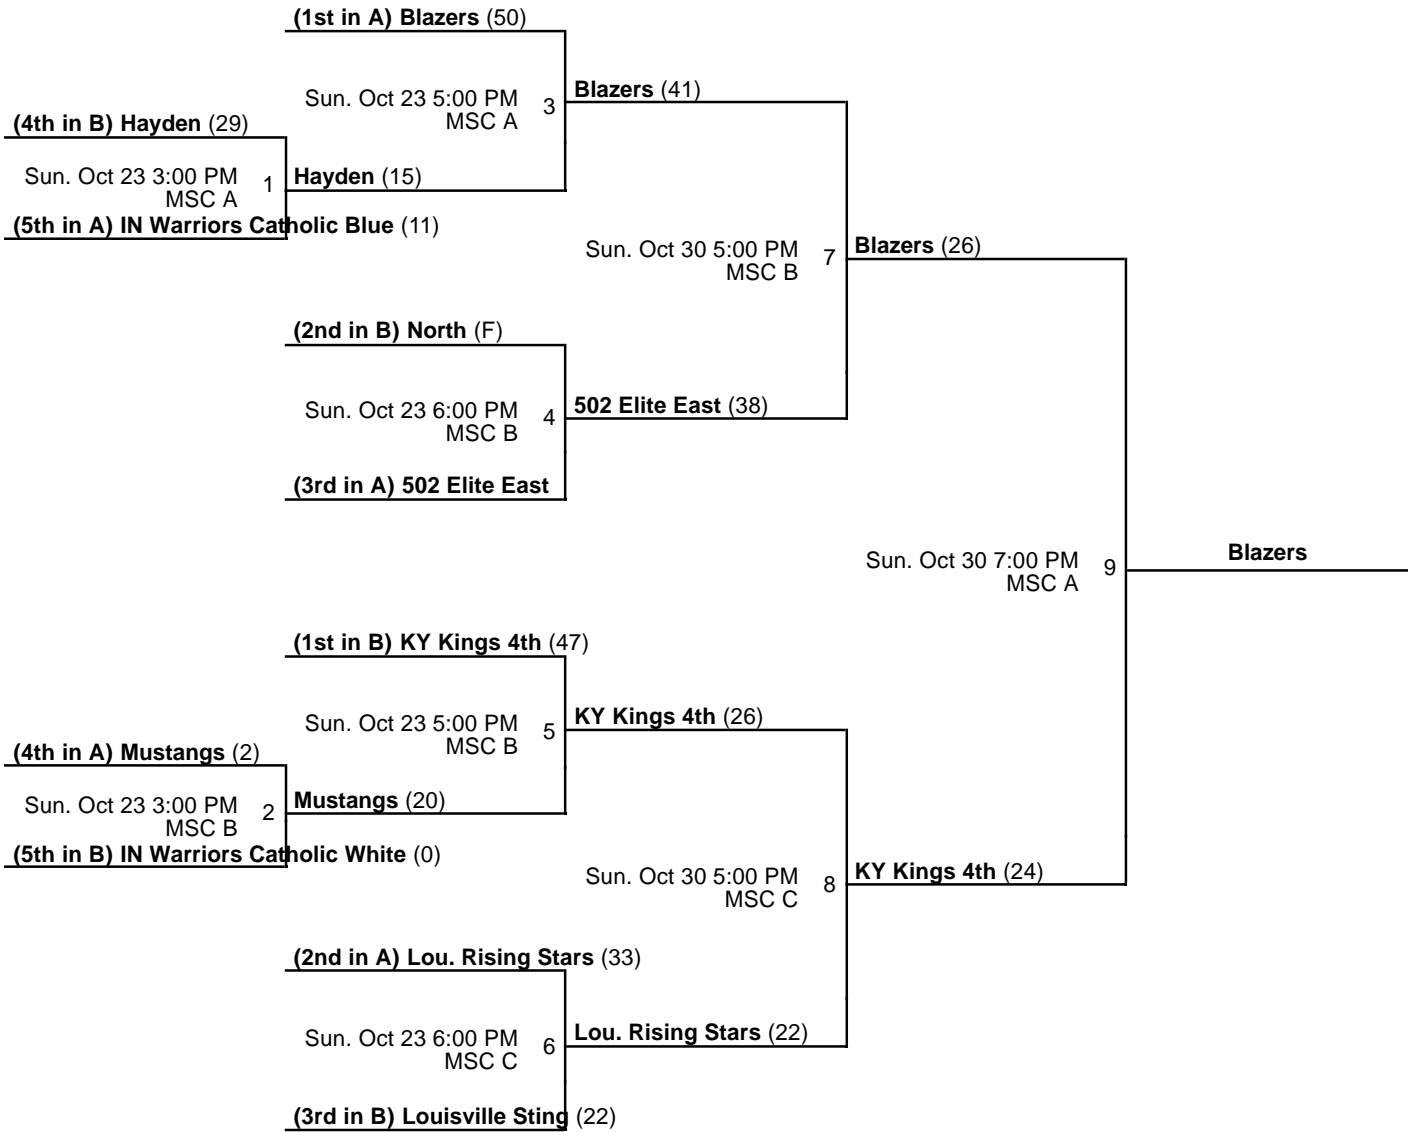 (1st in A) Blazers (50)
Sun. Oct 23 5:00 PM
MSC A
3
Blazers (41)
(4th in B) Hayden (29)
Sun. Oct 23 3:00 PM
MSC A
1
Hayden (15)
(5th in A) IN Warriors Catholic Blue (11)
Sun. Oct 30 5:00 PM
MSC B
7
Blazers (26)
(2nd in B) North (F)
Sun. Oct 23 6:00 PM
MSC B
4
502 Elite East (38)
(3rd in A) 502 Elite East
Sun. Oct 30 7:00 PM
MSC A
9
Blazers
(1st in B) KY Kings 4th (47)
Sun. Oct 23 5:00 PM
MSC B
5
KY Kings 4th (26)
(4th in A) Mustangs (2)
Sun. Oct 23 3:00 PM
MSC B
2
Mustangs (20)
(5th in B) IN Warriors Catholic White (0)
Sun. Oct 30 5:00 PM
MSC C
8
KY Kings 4th (24)
(2nd in A) Lou. Rising Stars (33)
Sun. Oct 23 6:00 PM
MSC C
6
Lou. Rising Stars (22)
(3rd in B) Louisville Sting (22)